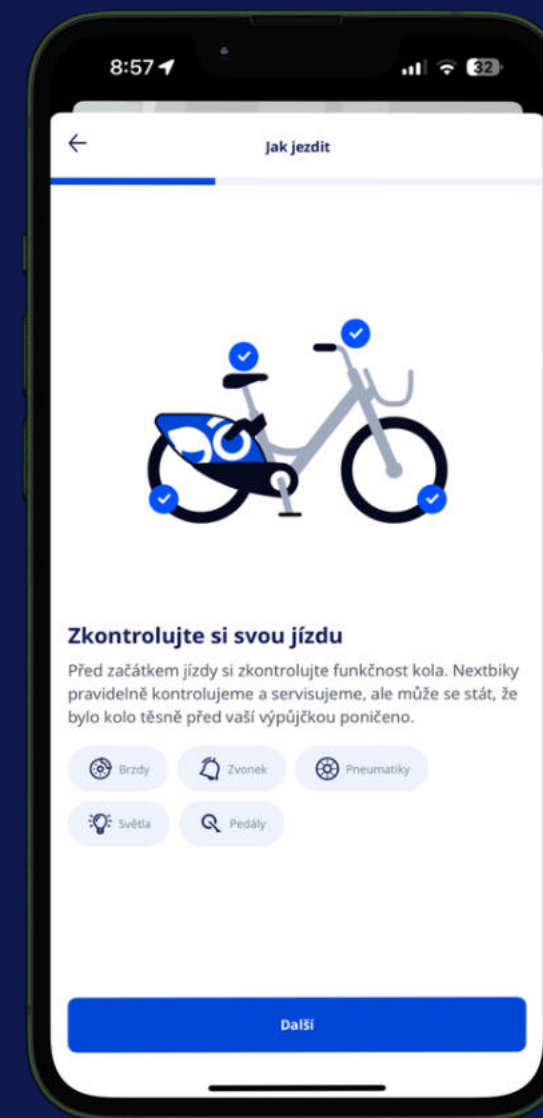 8:57
32
Jak jezdit
Zkontrolujte si svou jízdu
Před začátkem jízdy si zkontrolujte funkčnost kola. Nextbiky
pravidelně kontrolujeme a servisujeme, ale může se stát, že
bylo kolo těsně před vaší výpůjčkou poničeno.
Brzdy Zvonek Pneumatiky
Světla Pedály
Další